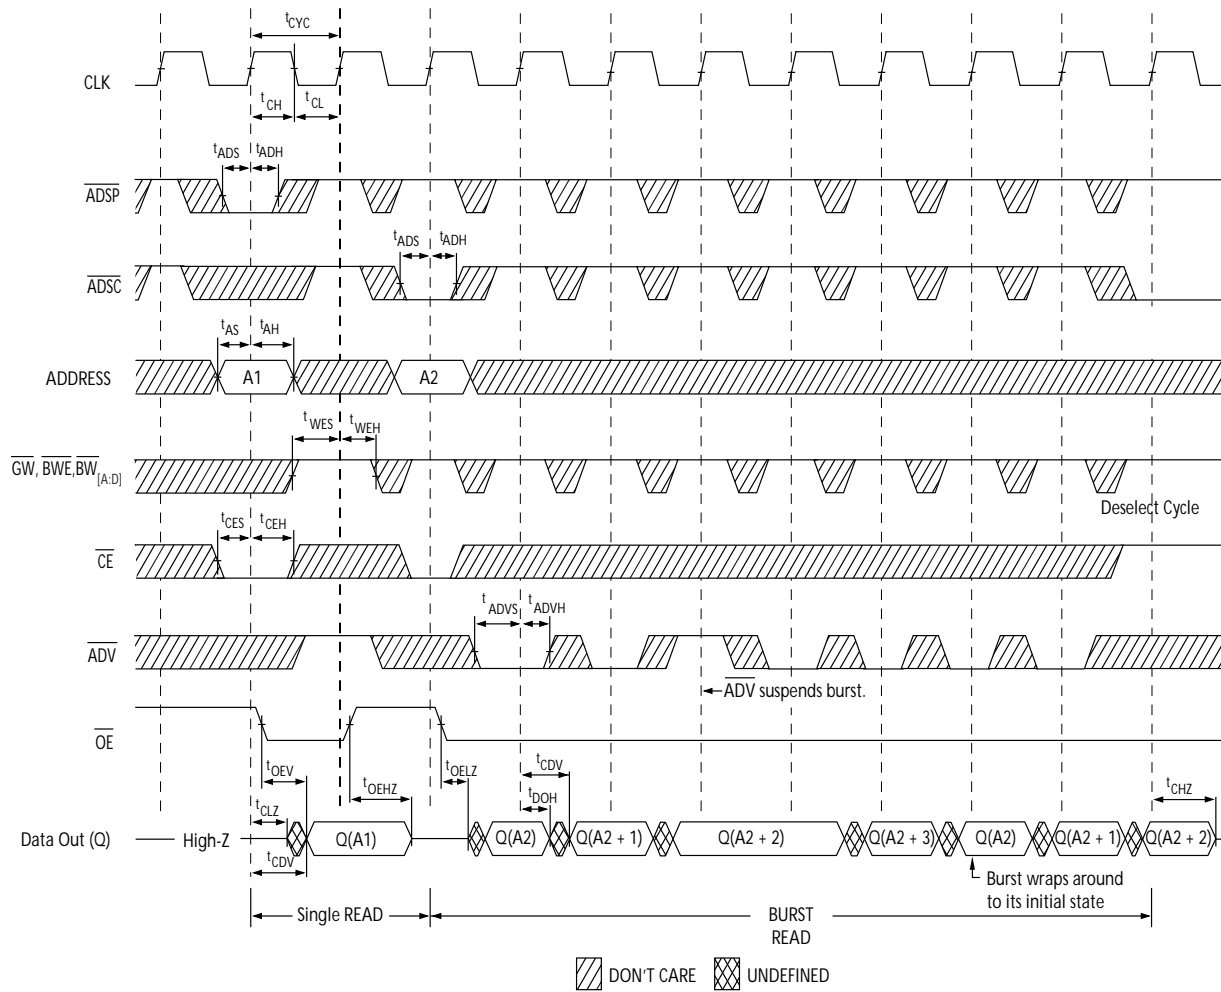 tCYC
CLK
tCH tCL
tADS tADH
ADSP
tADS tADH
ADSC
tAS tAH
ADDRESS A1 A2
tWES tWEH
GW, BWE,BW[A:D]
Deselect Cycle
tCES tCEH
CE
tADVS tADVH
ADV
ADV suspends burst.
OE
tOEV tOEHZ tOELZ tCDV
tCLZ tDOH tCHZ
Data Out (Q) High-Z Q(A1) Q(A2) Q(A2 + 1) Q(A2 + 2) Q(A2 + 3) Q(A2) Q(A2 + 1) Q(A2 + 2)
tCDV
Burst wraps around
to its initial state
Single READ BURST
READ
DON'T CARE UNDEFINED